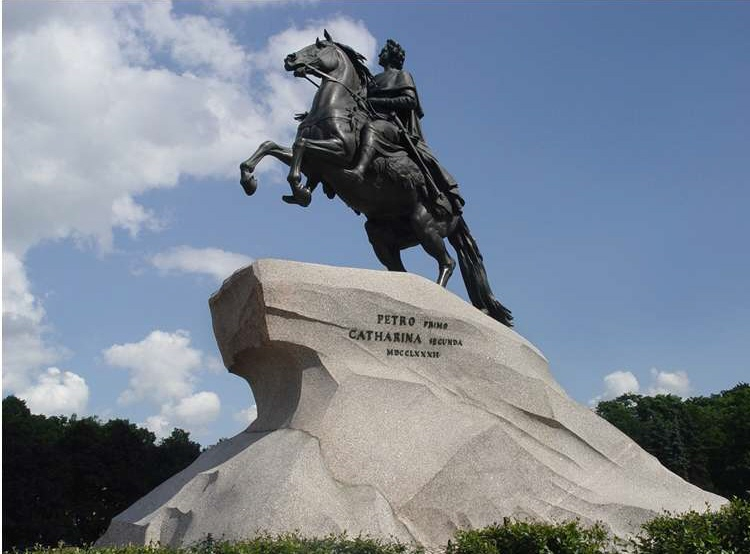 PETRO PRIMO
CATHARINA SECUNDA
MDCCLXXXII